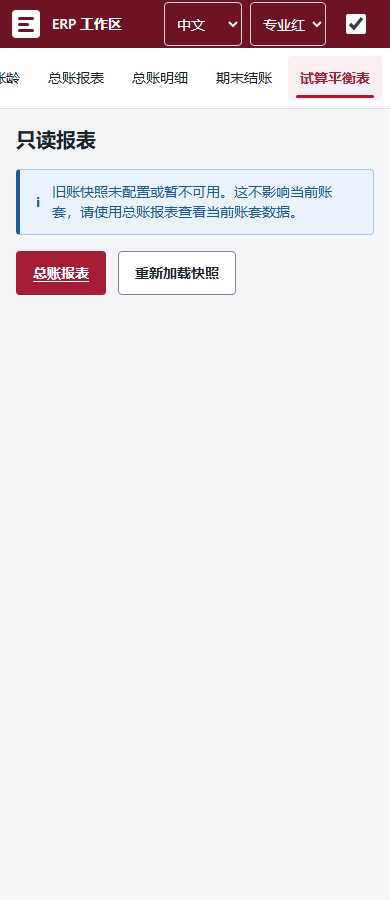 ERP 工作区
中文
专业红
账龄
总账报表
总账明细
期末结账
试算平衡表
只读报表
旧账快照未配置或暂不可用。这不影响当前账
套，请使用总账报表查看当前账套数据。
总账报表
重新加载快照